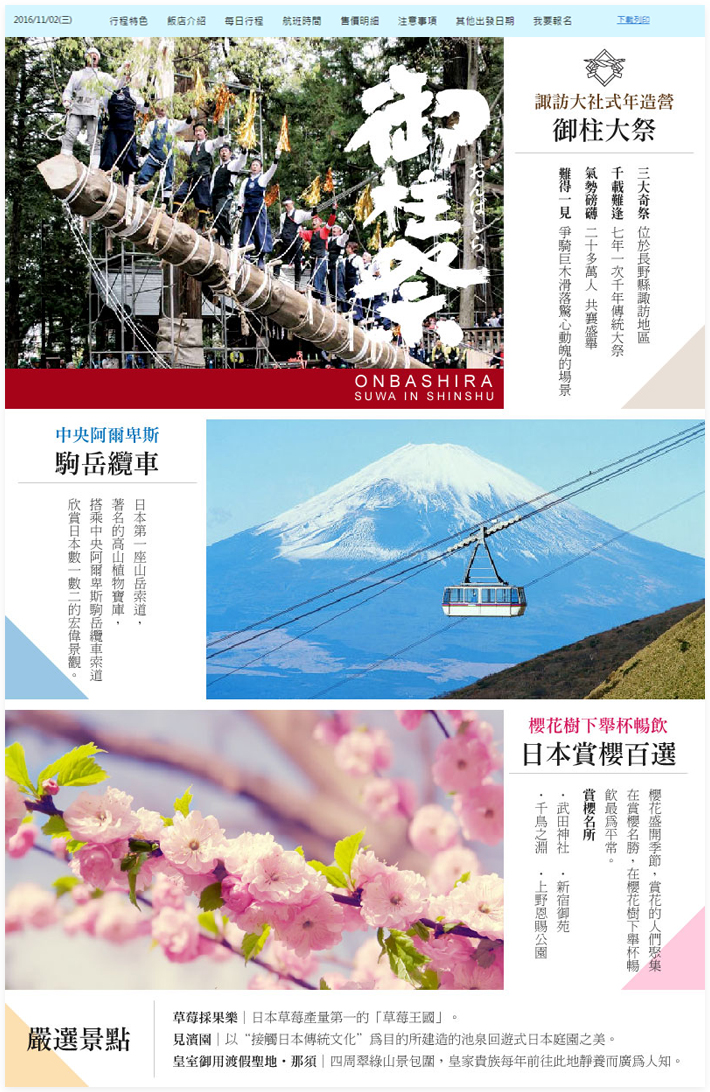 2016/11/02(三) 行程特色 飯店介紹 每日行程 航班時間 售價明細 注意事項 其他出發日期 我要報名 下載列印
御柱祭
おんばしら
ONBASHIRA
SUWA IN SHINSHU
諏訪大社式年造營
御柱大祭
三大奇祭 位於長野縣諏訪地區
千載難逢 七年一次千年傳統大祭
氣勢磅礡 二十多萬人 共襄盛舉
難得一見 爭騎巨木滑落驚心動魄的場景
中央阿爾卑斯
駒岳纜車
日本第一座山岳索道，
著名的高山植物寶庫，
搭乘中央阿爾卑斯駒岳纜車索道
欣賞日本數一數二的宏偉景觀。
櫻花樹下舉杯暢飲
日本賞櫻百選
櫻花盛開季節，賞花的人們聚集
在賞櫻名勝，在櫻花樹下舉杯暢
飲最爲平常。
賞櫻名所
・武田神社 ・新宿御苑
・千鳥之淵 ・上野恩賜公園
嚴選景點
草莓採果樂｜日本草莓產量第一的「草莓王國」。
見濱園｜以“接觸日本傳統文化”爲目的所建造的池泉回遊式日本庭園之美。
皇室御用渡假聖地・那須｜四周翠綠山景包圍，皇家貴族每年前往此地靜養而廣爲人知。